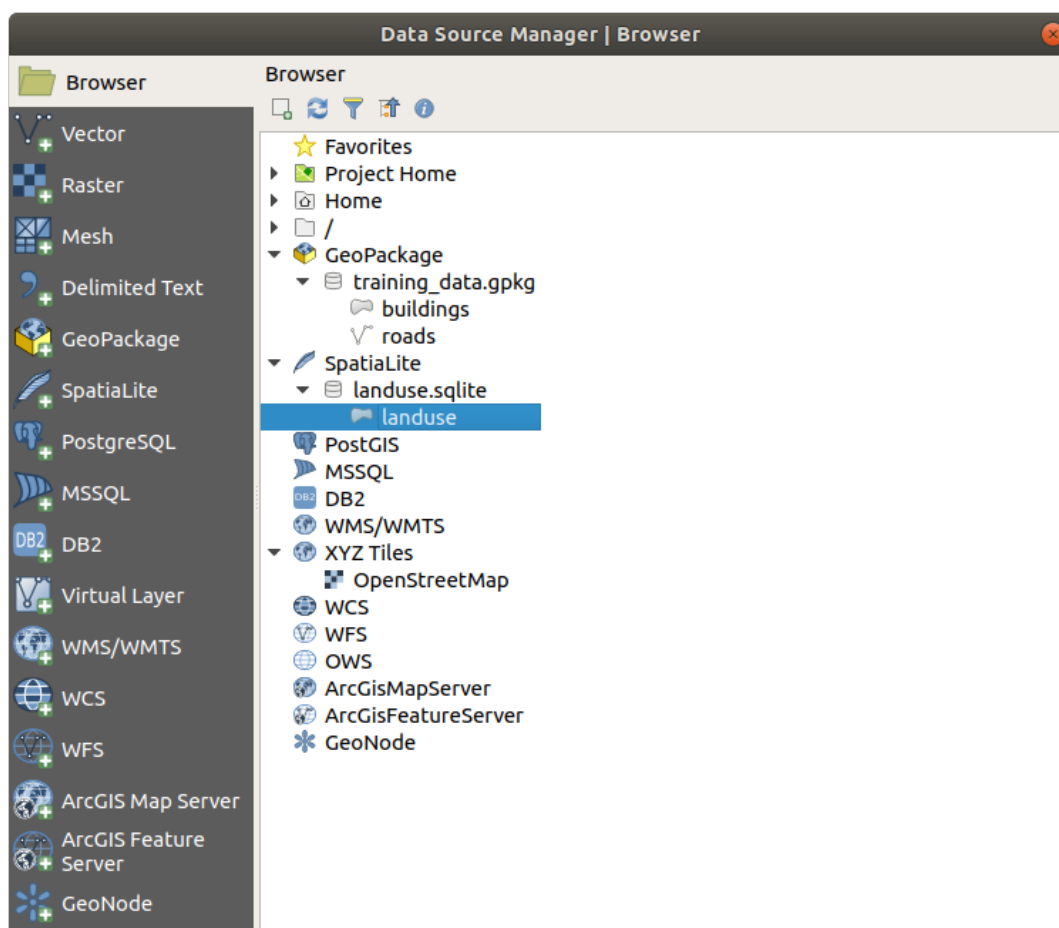 Data Source Manager | Browser
Browser
Vector
Raster
Mesh
Delimited Text
GeoPackage
SpatiaLite
PostgreSQL
MSSQL
DB2
DB2
Virtual Layer
WMS/WMTS
WCS
WFS
ArcGIS Map Server
ArcGIS Feature
Server
GeoNode
Browser
Favorites
Project Home
Home
/
GeoPackage
training_data.gpkg
buildings
roads
SpatiaLite
landuse.sqlite
landuse
PostGIS
MSSQL
DB2 DB2
WMS/WMTS
XYZ Tiles
OpenStreetMap
WCS
WFS
OWS
ArcGisMapServer
ArcGisFeatureServer
GeoNode